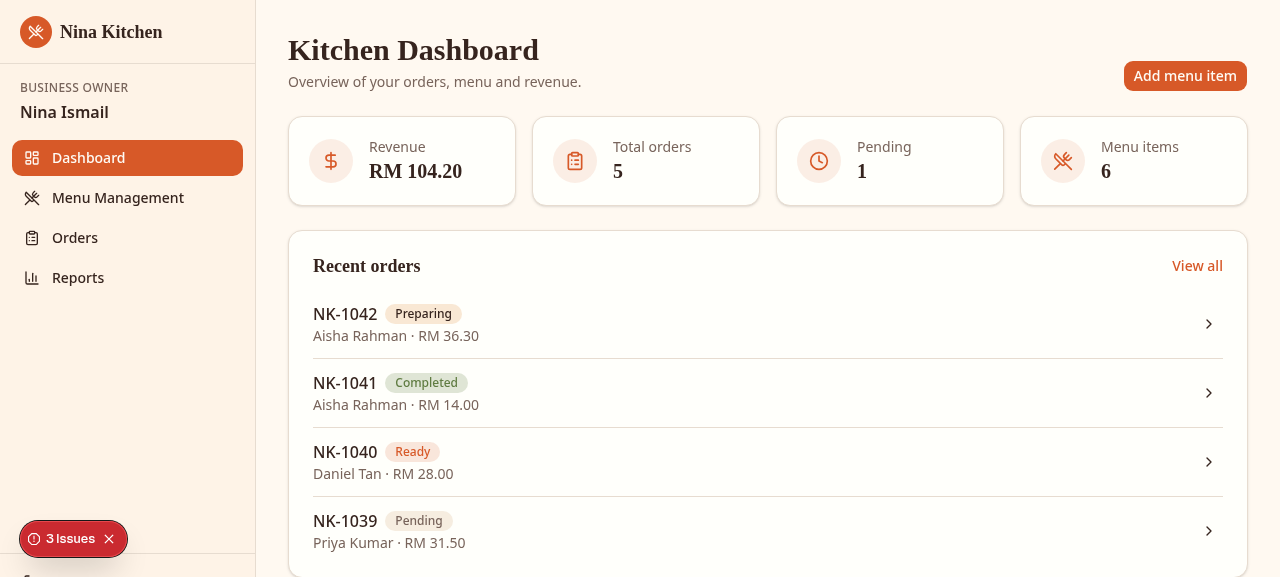 Nina Kitchen
BUSINESS OWNER
Nina Ismail
Dashboard
Menu Management
Orders
Reports
3 Issues
Kitchen Dashboard
Overview of your orders, menu and revenue.
Add menu item
Revenue
RM 104.20
Total orders
5
Pending
1
Menu items
6
Recent orders
View all
NK-1042 Preparing
Aisha Rahman · RM 36.30
NK-1041 Completed
Aisha Rahman · RM 14.00
NK-1040 Ready
Daniel Tan · RM 28.00
NK-1039 Pending
Priya Kumar · RM 31.50